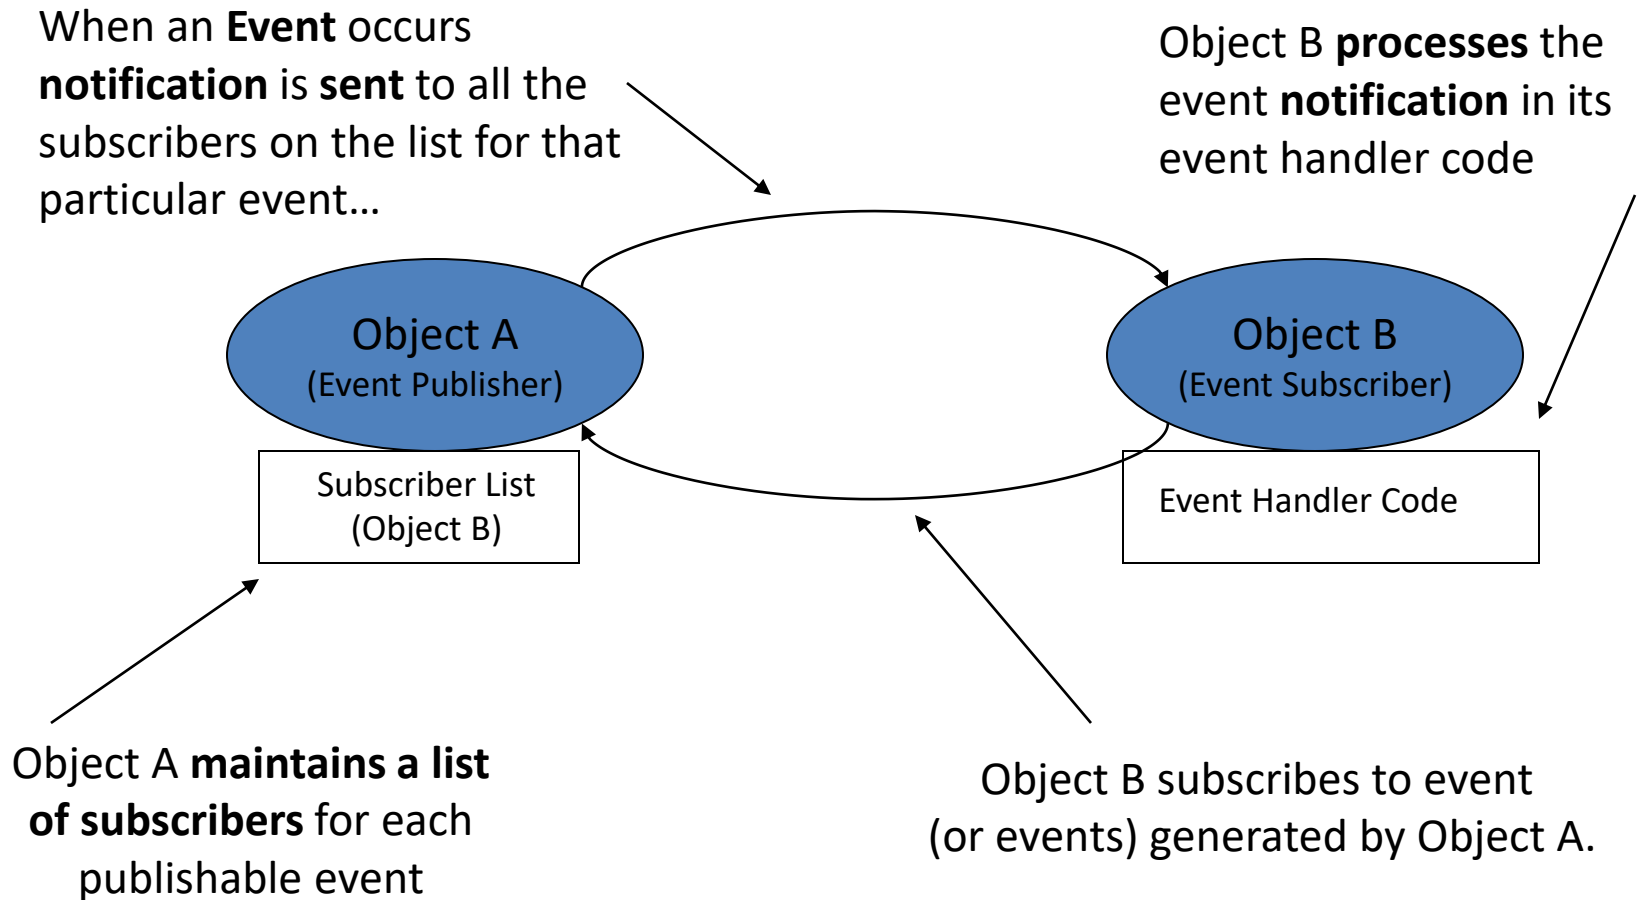 When an Event occurs
notification is sent to all the
subscribers on the list for that
particular event…
Object B processes the
event notification in its
event handler code
Object A
(Event Publisher)
Object B
(Event Subscriber)
Subscriber List
(Object B)
Event Handler Code
Object A maintains a list
of subscribers for each
publishable event
Object B subscribes to event
(or events) generated by Object A.